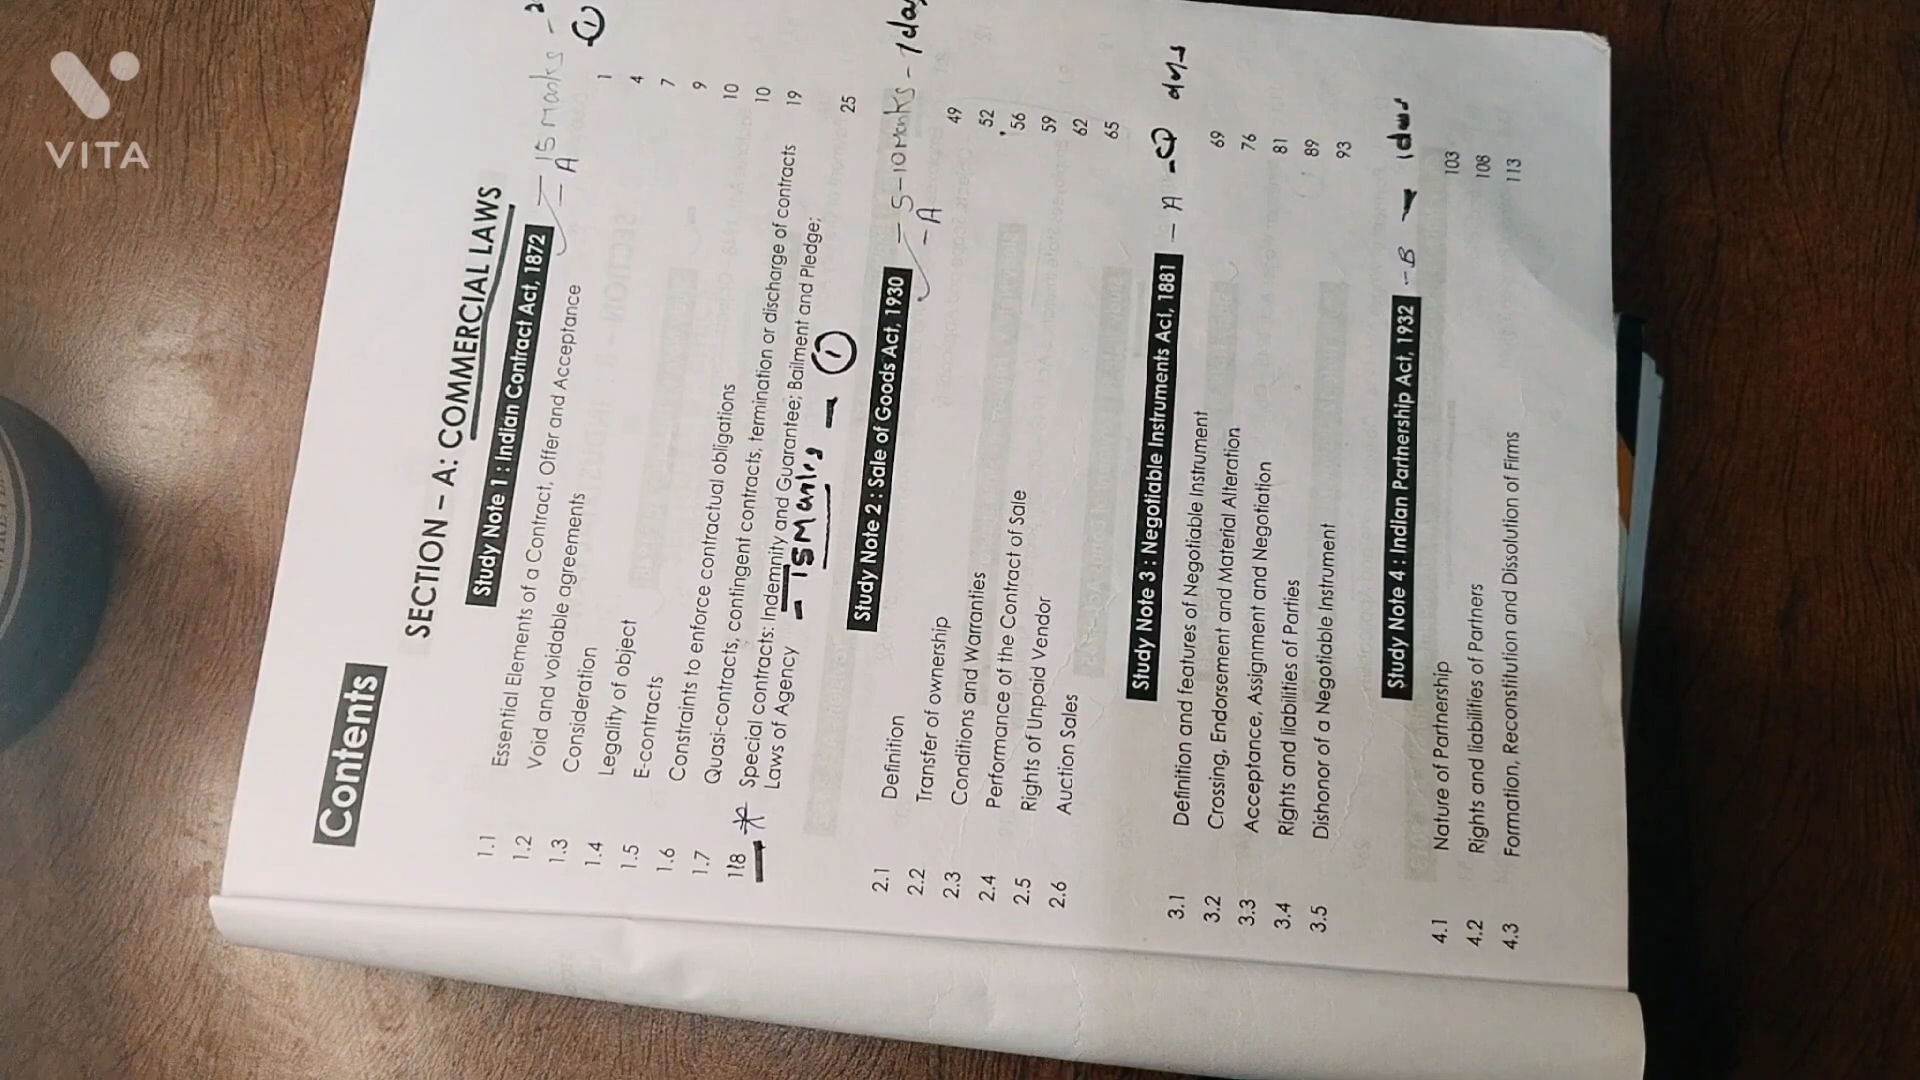 VITA
Contents
SECTION – A: COMMERCIAL LAWS
Study Note 1 : Indian Contract Act, 1872 – 15 Marks -
– A
1.1 Essential Elements of a Contract, Offer and Acceptance 1
1.2 Void and voidable agreements 4
1.3 Consideration 7
1.4 Legality of object 9
1.5 E-contracts 10
1.6 Constraints to enforce contractual obligations 10
1.7 Quasi-contracts, contingent contracts, termination or discharge of contracts 19
1.8 Special contracts: Indemnity and Guarantee; Bailment and Pledge;
Laws of Agency 25
– 15 Marks – 1
Study Note 2 : Sale of Goods Act, 1930 – 5-10 Marks - 1 day
– A
2.1 Definition 49
2.2 Transfer of ownership 52
2.3 Conditions and Warranties 56
2.4 Performance of the Contract of Sale 59
2.5 Rights of Unpaid Vendor 62
2.6 Auction Sales 65
Study Note 3 : Negotiable Instruments Act, 1881 – A -
3.1 Definition and features of Negotiable Instrument 69
3.2 Crossing, Endorsement and Material Alteration 76
3.3 Acceptance, Assignment and Negotiation 81
3.4 Rights and liabilities of Parties 89
3.5 Dishonor of a Negotiable Instrument 93
Study Note 4 : Indian Partnership Act, 1932 – B –
4.1 Nature of Partnership 103
4.2 Rights and liabilities of Partners 108
4.3 Formation, Reconstitution and Dissolution of Firms 113